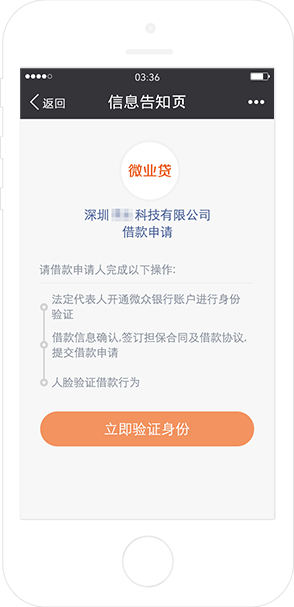 03:36
返回 信息告知页
微业贷
深圳 科技有限公司
借款申请
请借款申请人完成以下操作:
法定代表人开通微众银行账户进行身份
验证
借款信息确认,签订担保合同及借款协议,
提交借款申请
人脸验证借款行为
立即验证身份